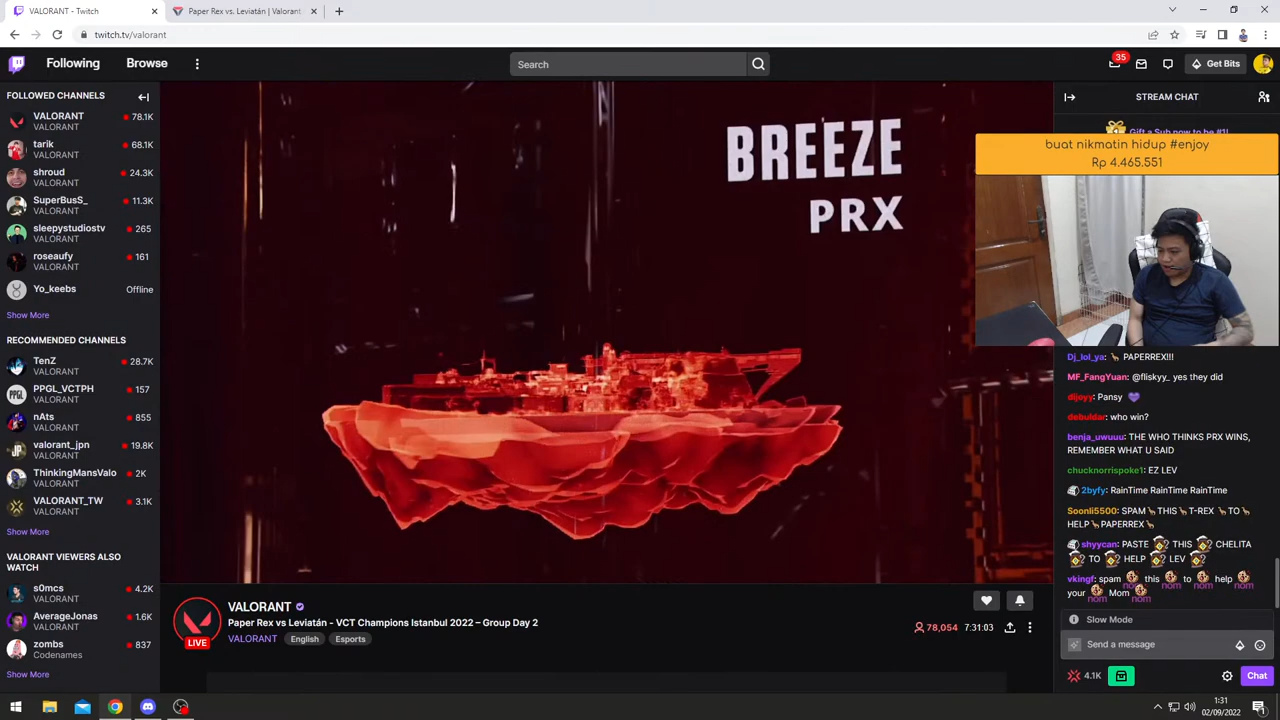 VALORANT - Twitch
Paper Rex vs. Leviatán | Valorant
twitch.tv/valorant
Following
Browse
Search
35
Get Bits
FOLLOWED CHANNELS
VALORANT
VALORANT
78.1K
tarik
VALORANT
68.1K
shroud
VALORANT
24.3K
SuperBusS_
VALORANT
11.3K
sleepystudiostv
VALORANT
265
roseaufy
VALORANT
161
Yo_keebs
Offline
Show More
RECOMMENDED CHANNELS
TenZ
VALORANT
28.7K
PPGL_VCTPH
VALORANT
157
nAts
VALORANT
855
valorant_jpn
VALORANT
19.8K
ThinkingMansValo
VALORANT
2K
VALORANT_TW
VALORANT
3.1K
Show More
VALORANT VIEWERS ALSO
WATCH
s0mcs
VALORANT
4.2K
AverageJonas
VALORANT
1.6K
zombs
Codenames
837
Show More
BREEZE
PRX
LIVE
VALORANT
Paper Rex vs Leviatán - VCT Champions Istanbul 2022 – Group Day 2
VALORANT
English
Esports
78,054
7:31:03
STREAM CHAT
Gift a Sub now to be #1!
buat nikmatin hidup #enjoy
Rp 4.465.551
Dj_lol_ya: PAPERREX!!!
MF_FangYuan: @fliskyy_ yes they did
dijoyy: Pansy
debuldar: who win?
benja_uwuuu: THE WHO THINKS PRX WINS,
REMEMBER WHAT U SAID
chucknorrispoke1: EZ LEV
2byfy: RainTime RainTime RainTime
Soonli5500: SPAM THIS T-REX TO
HELP PAPERREX
shyycan: PASTE THIS CHELITA
TO HELP LEV
vkingf: spam this to help
your Mom
Slow Mode
Send a message
4.1K
Chat
1:31
02/09/2022